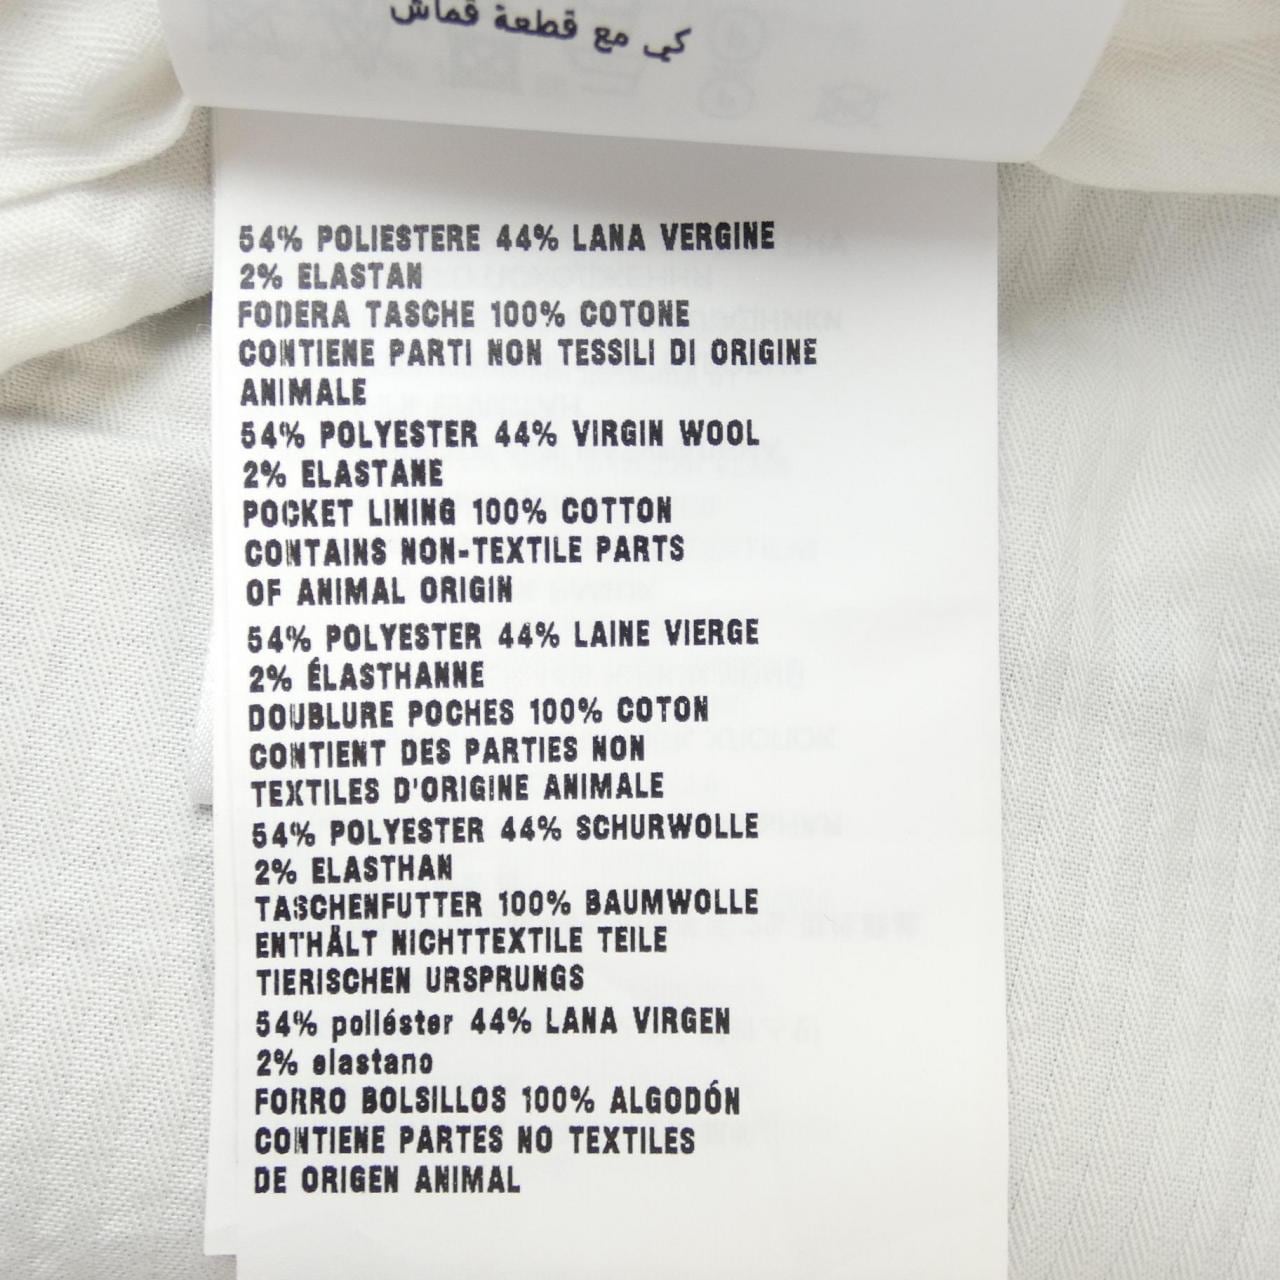 كي مع قطعة قماش
54% POLIESTERE 44% LANA VERGINE
2% ELASTAN
FODERA TASCHE 100% COTONE
CONTIENE PARTI NON TESSILI DI ORIGINE
ANIMALE
54% POLYESTER 44% VIRGIN WOOL
2% ELASTANE
POCKET LINING 100% COTTON
CONTAINS NON-TEXTILE PARTS
OF ANIMAL ORIGIN
54% POLYESTER 44% LAINE VIERGE
2% ÉLASTHANNE
DOUBLURE POCHES 100% COTON
CONTIENT DES PARTIES NON
TEXTILES D'ORIGINE ANIMALE
54% POLYESTER 44% SCHURWOLLE
2% ELASTHAN
TASCHENFUTTER 100% BAUMWOLLE
ENTHÄLT NICHTTEXTILE TEILE
TIERISCHEN URSPRUNGS
54% poliéster 44% LANA VIRGEN
2% elastano
FORRO BOLSILLOS 100% ALGODÓN
CONTIENE PARTES NO TEXTILES
DE ORIGEN ANIMAL